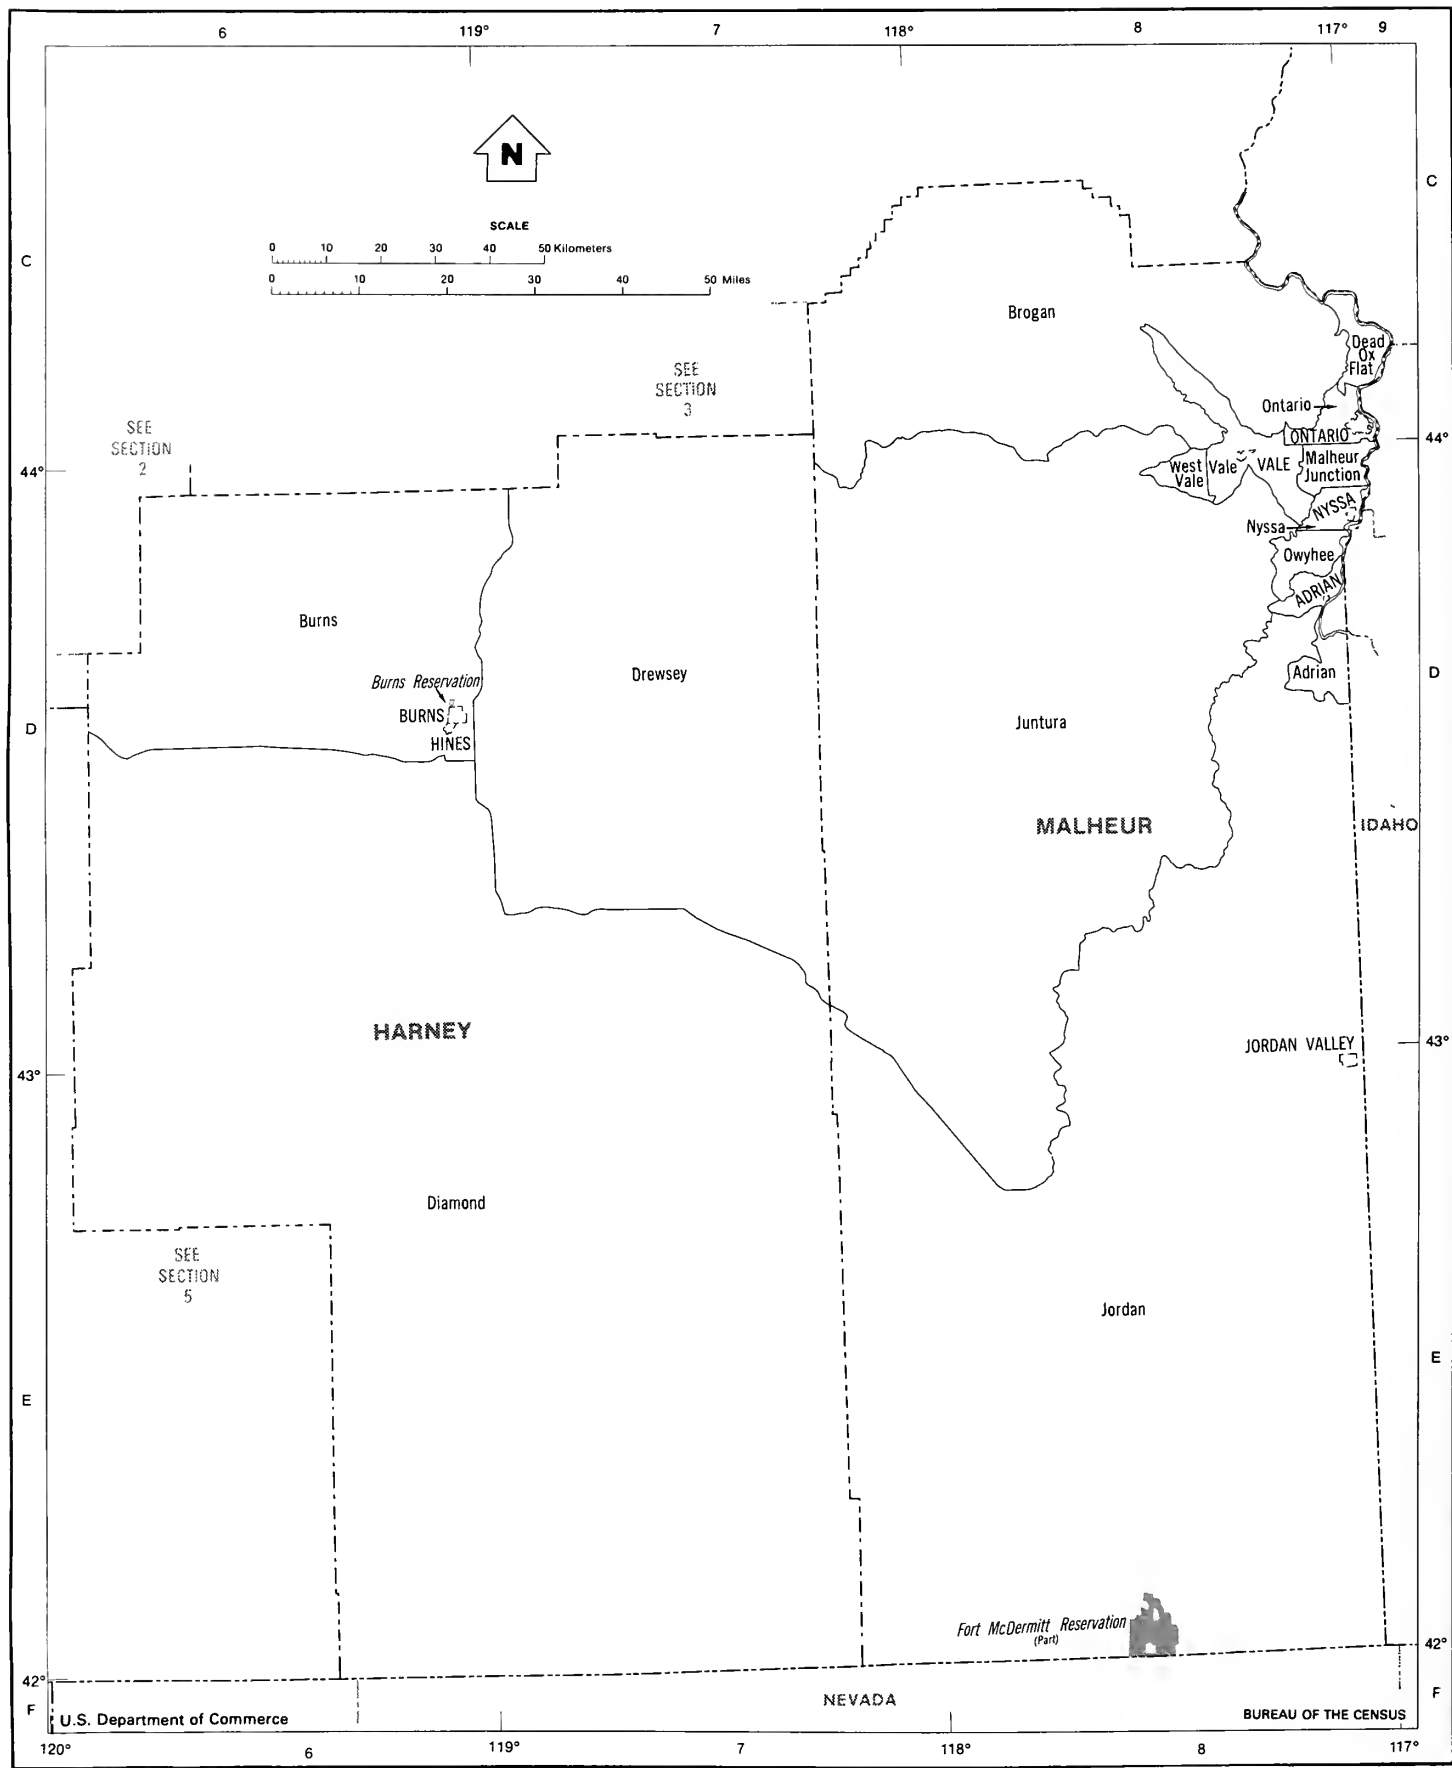 6 119° 7 118° 8 117° 9
N
C
SCALE
0 10 20 30 40 50 Kilometers
C
0 10 20 30 40 50 Miles
Brogan
Dead
Ox
Flat
SEE
SECTION
3
Ontario
SEE
SECTION
2
ONTARIO
44°
44°
West
Vale
Vale
VALE
Malheur
Junction
NYSSA
Nyssa
Owyhee
ADRIAN
Burns
Drewsey
Adrian
D
Burns Reservation
BURNS
HINES
D
Juntura
MALHEUR
IDAHO
HARNEY
JORDAN VALLEY
43°
43°
Diamond
SEE
SECTION
5
Jordan
E
E
Fort McDermitt Reservation
(Part)
42°
42°
F
F
NEVADA
U.S. Department of Commerce
BUREAU OF THE CENSUS
120° 6 119° 7 118° 8 117°